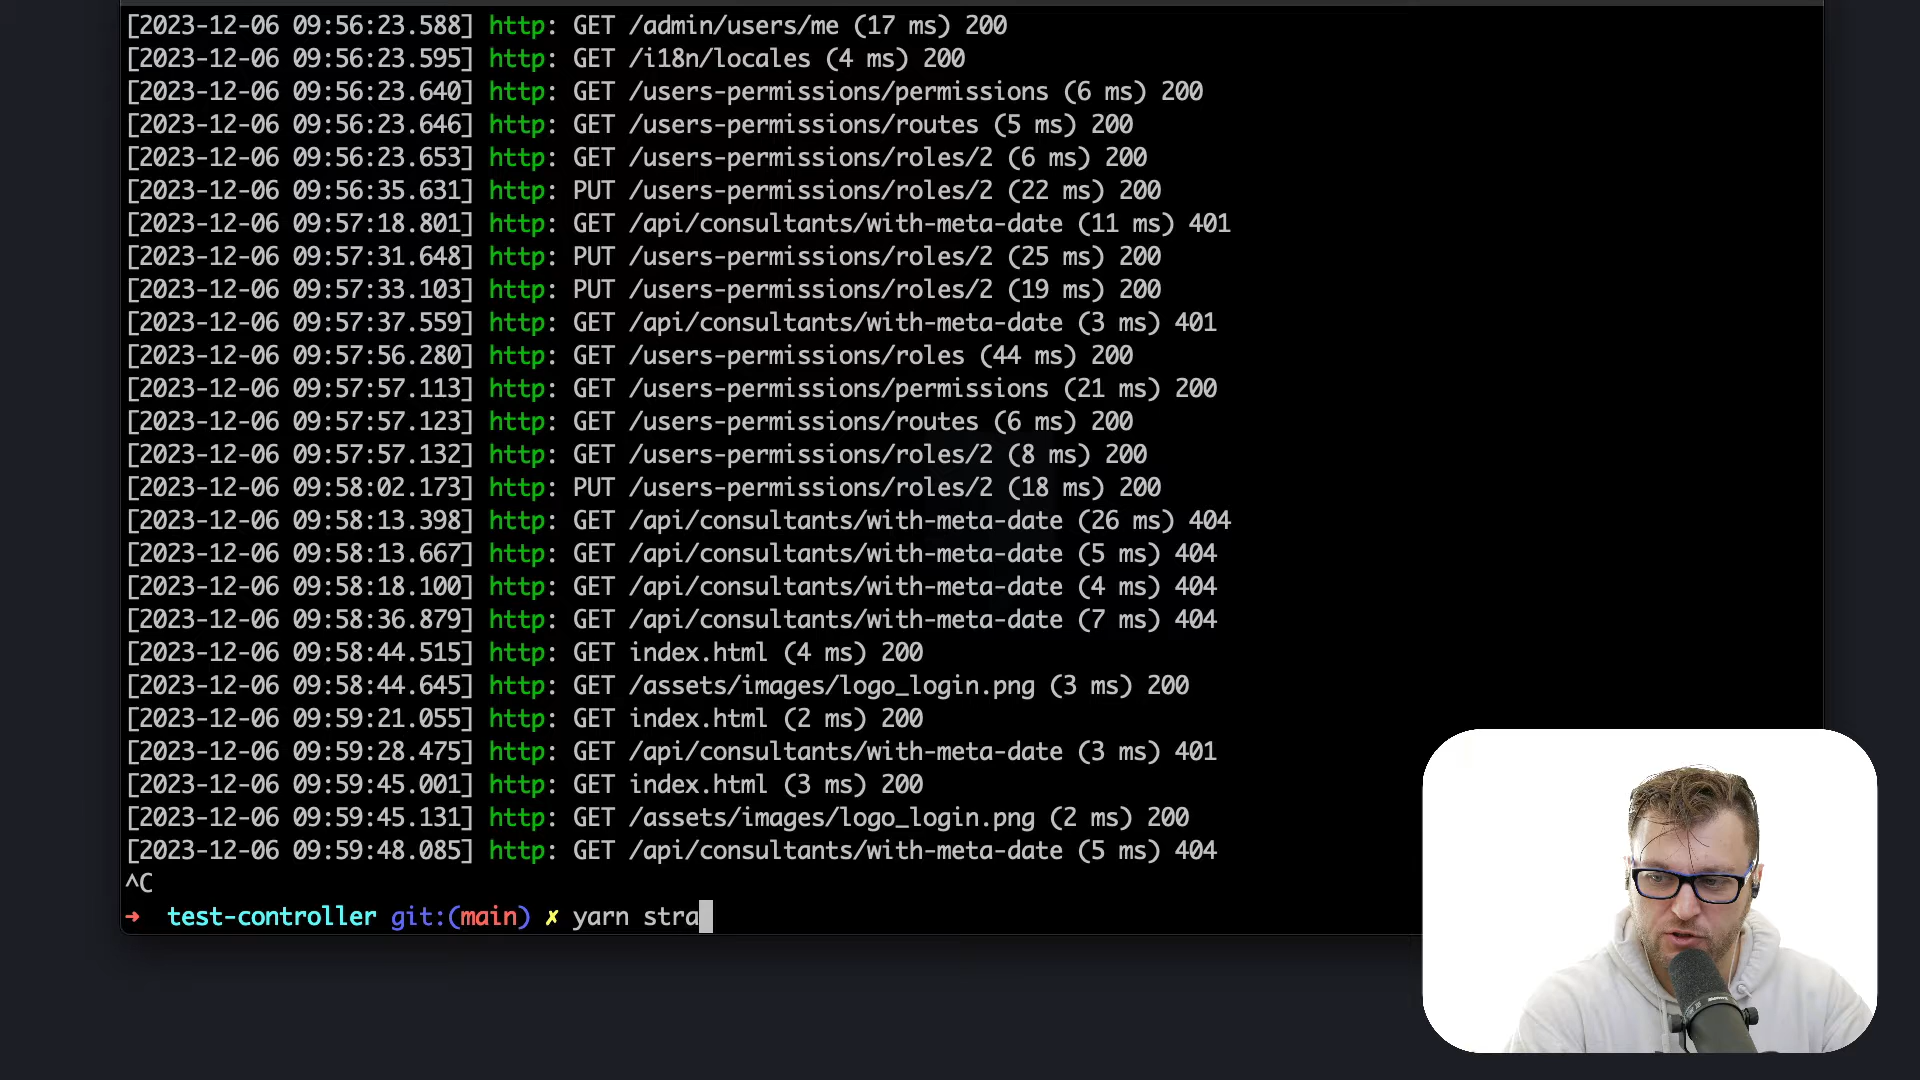 [2023-12-06 09:56:23.588] http: GET /admin/users/me (17 ms) 200
[2023-12-06 09:56:23.595] http: GET /i18n/locales (4 ms) 200
[2023-12-06 09:56:23.640] http: GET /users-permissions/permissions (6 ms) 200
[2023-12-06 09:56:23.646] http: GET /users-permissions/routes (5 ms) 200
[2023-12-06 09:56:23.653] http: GET /users-permissions/roles/2 (6 ms) 200
[2023-12-06 09:56:35.631] http: PUT /users-permissions/roles/2 (22 ms) 200
[2023-12-06 09:57:18.801] http: GET /api/consultants/with-meta-date (11 ms) 401
[2023-12-06 09:57:31.648] http: PUT /users-permissions/roles/2 (25 ms) 200
[2023-12-06 09:57:33.103] http: PUT /users-permissions/roles/2 (19 ms) 200
[2023-12-06 09:57:37.559] http: GET /api/consultants/with-meta-date (3 ms) 401
[2023-12-06 09:57:56.280] http: GET /users-permissions/roles (44 ms) 200
[2023-12-06 09:57:57.113] http: GET /users-permissions/permissions (21 ms) 200
[2023-12-06 09:57:57.123] http: GET /users-permissions/routes (6 ms) 200
[2023-12-06 09:57:57.132] http: GET /users-permissions/roles/2 (8 ms) 200
[2023-12-06 09:58:02.173] http: PUT /users-permissions/roles/2 (18 ms) 200
[2023-12-06 09:58:13.398] http: GET /api/consultants/with-meta-date (26 ms) 404
[2023-12-06 09:58:13.667] http: GET /api/consultants/with-meta-date (5 ms) 404
[2023-12-06 09:58:18.100] http: GET /api/consultants/with-meta-date (4 ms) 404
[2023-12-06 09:58:36.879] http: GET /api/consultants/with-meta-date (7 ms) 404
[2023-12-06 09:58:44.515] http: GET index.html (4 ms) 200
[2023-12-06 09:58:44.645] http: GET /assets/images/logo_login.png (3 ms) 200
[2023-12-06 09:59:21.055] http: GET index.html (2 ms) 200
[2023-12-06 09:59:28.475] http: GET /api/consultants/with-meta-date (3 ms) 401
[2023-12-06 09:59:45.001] http: GET index.html (3 ms) 200
[2023-12-06 09:59:45.131] http: GET /assets/images/logo_login.png (2 ms) 200
[2023-12-06 09:59:48.085] http: GET /api/consultants/with-meta-date (5 ms) 404
^C
➜ test-controller git:(main) ✗ yarn stra